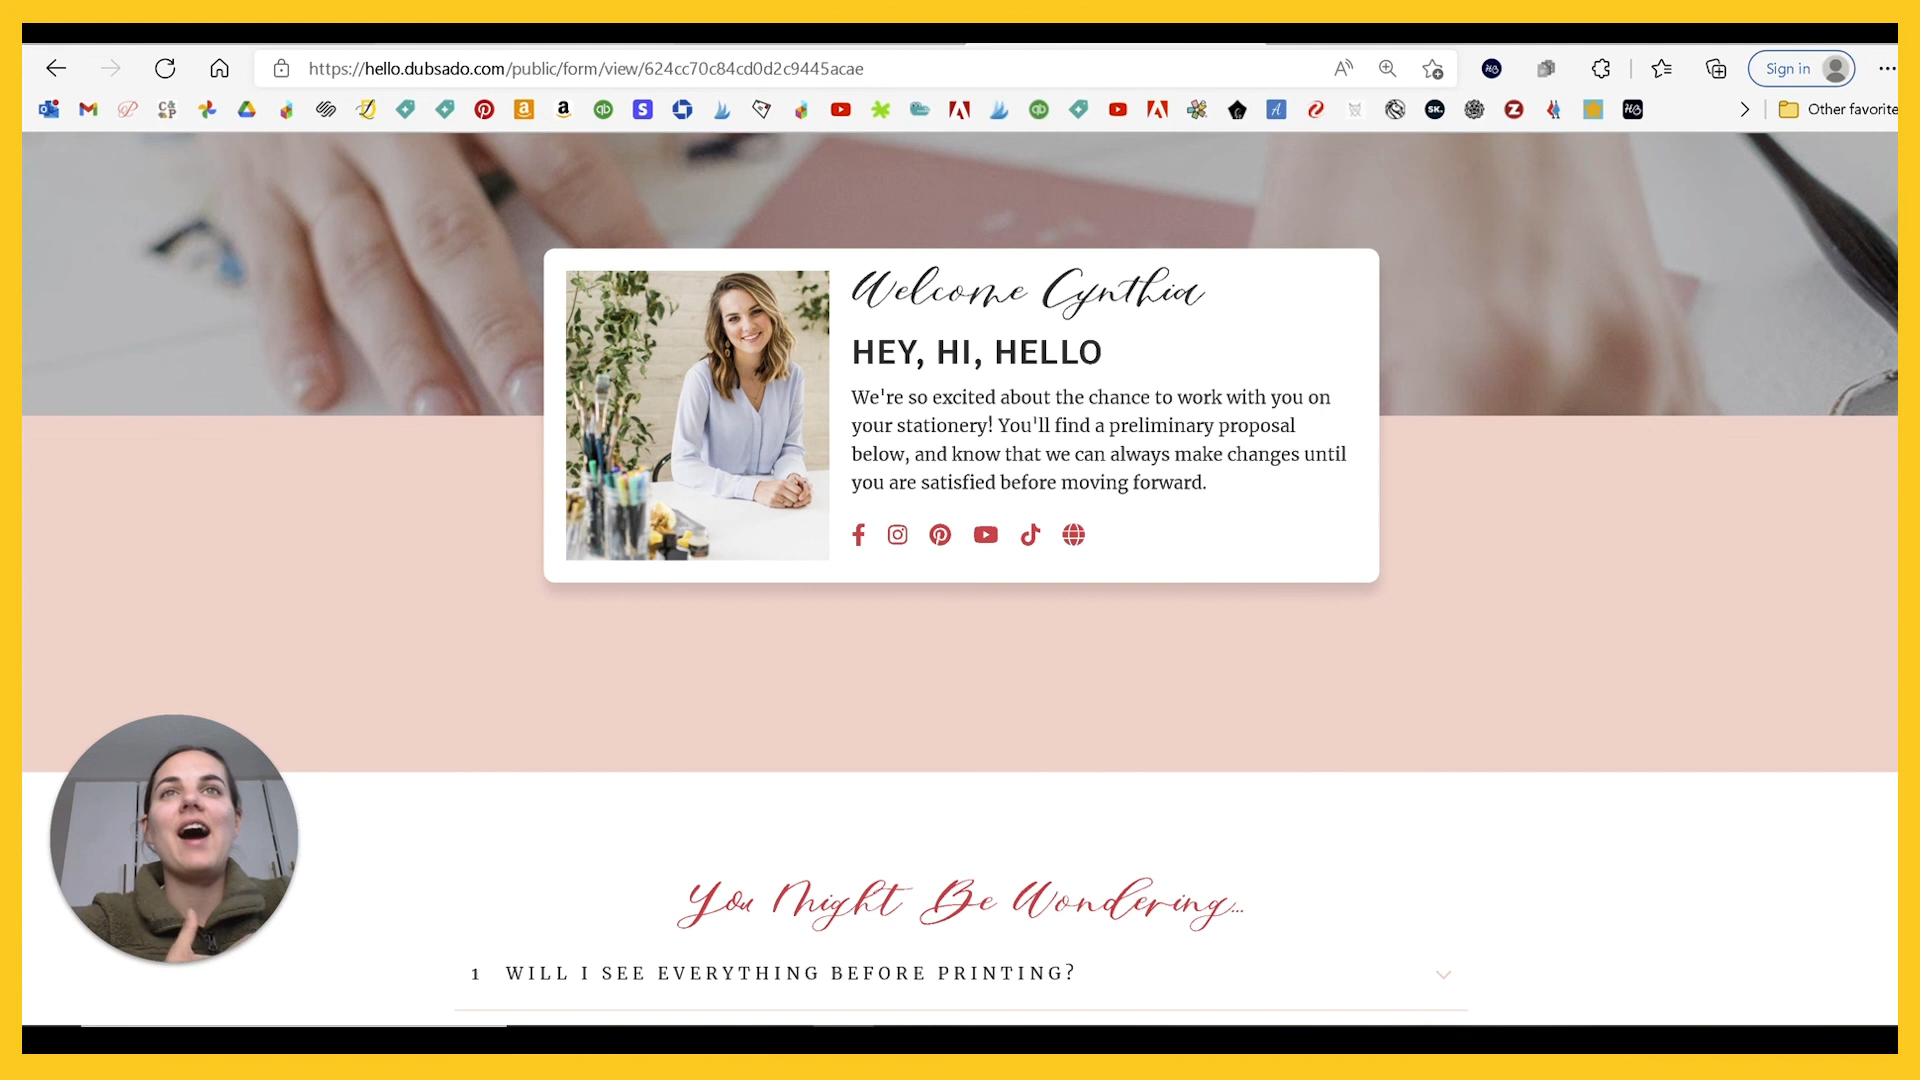 https://hello.dubsado.com/public/form/view/624cc70c84cd0d2c9445acae
Sign in
Other favorite
Welcome Cynthia
HEY, HI, HELLO
We're so excited about the chance to work with you on
your stationery! You'll find a preliminary proposal
below, and know that we can always make changes until
you are satisfied before moving forward.
You Might Be Wondering...
1 WILL I SEE EVERYTHING BEFORE PRINTING?